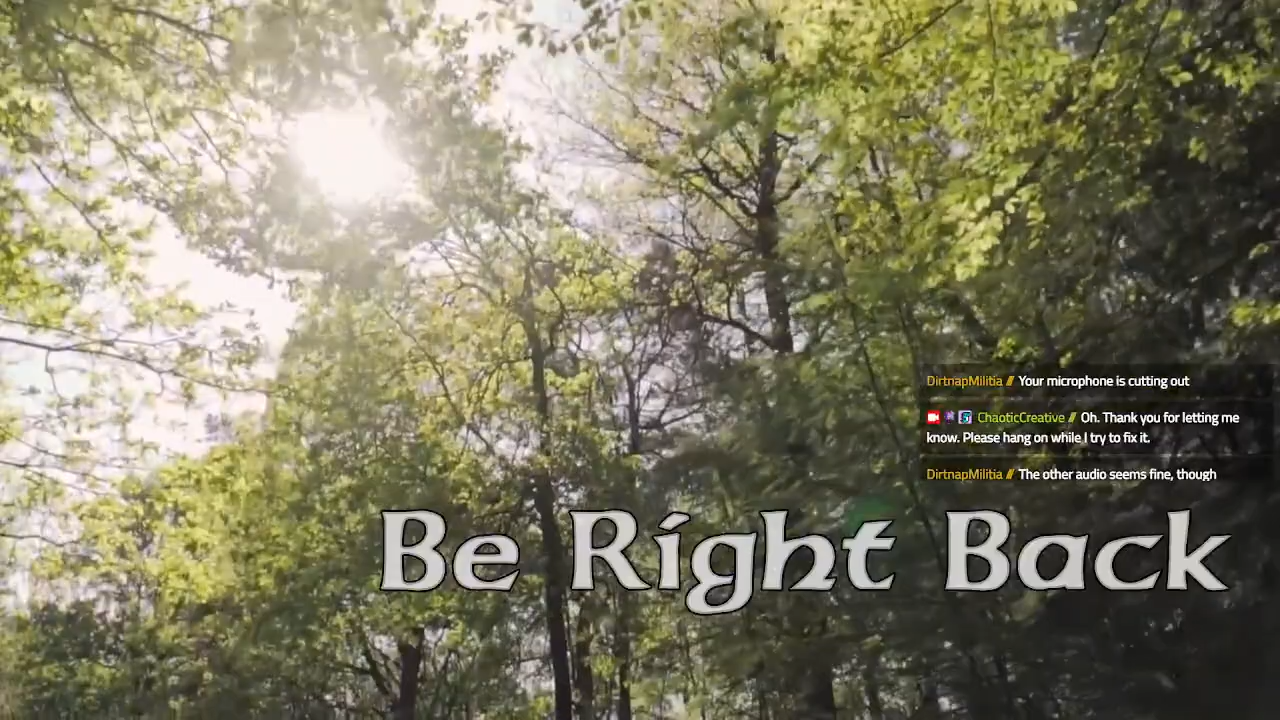 DirtnapMilitia // Your microphone is cutting out
ChaoticCreative // Oh. Thank you for letting me
know. Please hang on while I try to fix it.
DirtnapMilitia // The other audio seems fine, though
Be Right Back